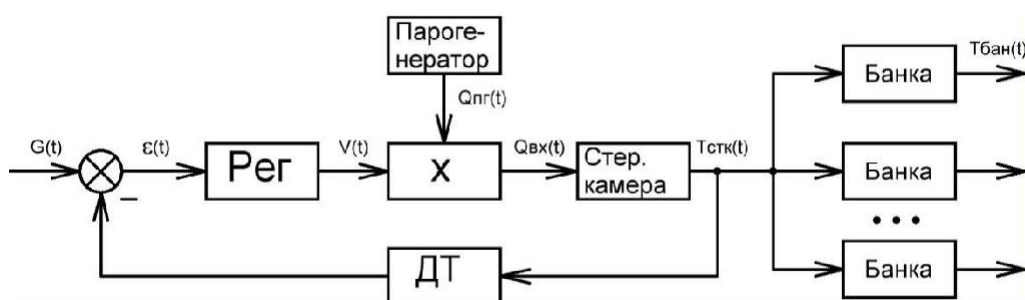 Пароге-
нератор
Qпг(t)
G(t)
ε(t)
Рег
V(t)
х
Qвх(t)
Стер.
камера
Tстк(t)
Банка
Tбан(t)
Банка
• • •
Банка
–
ДТ